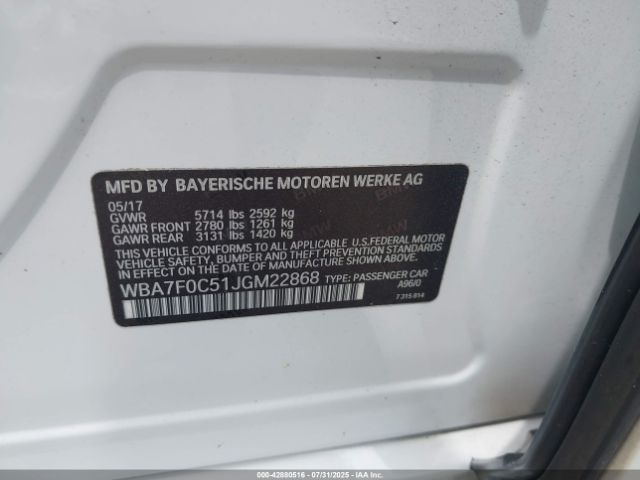 MFD BY BAYERISCHE MOTOREN WERKE AG
05/17
GVWR 5714 lbs 2592 kg
GAWR FRONT 2780 lbs 1261 kg
GAWR REAR 3131 lbs 1420 kg
THIS VEHICLE CONFORMS TO ALL APPLICABLE U.S.FEDERAL MOTOR
VEHICLE SAFETY, BUMPER AND THEFT PREVENTION STANDARDS
IN EFFECT ON THE DATE OF MANUFACTURE SHOWN ABOVE.
WBA7F0C51JGM22868 TYPE: PASSENGER CAR
A96/0
7 315 814
000-42880516 - 07/31/2025 - IAA, Inc.